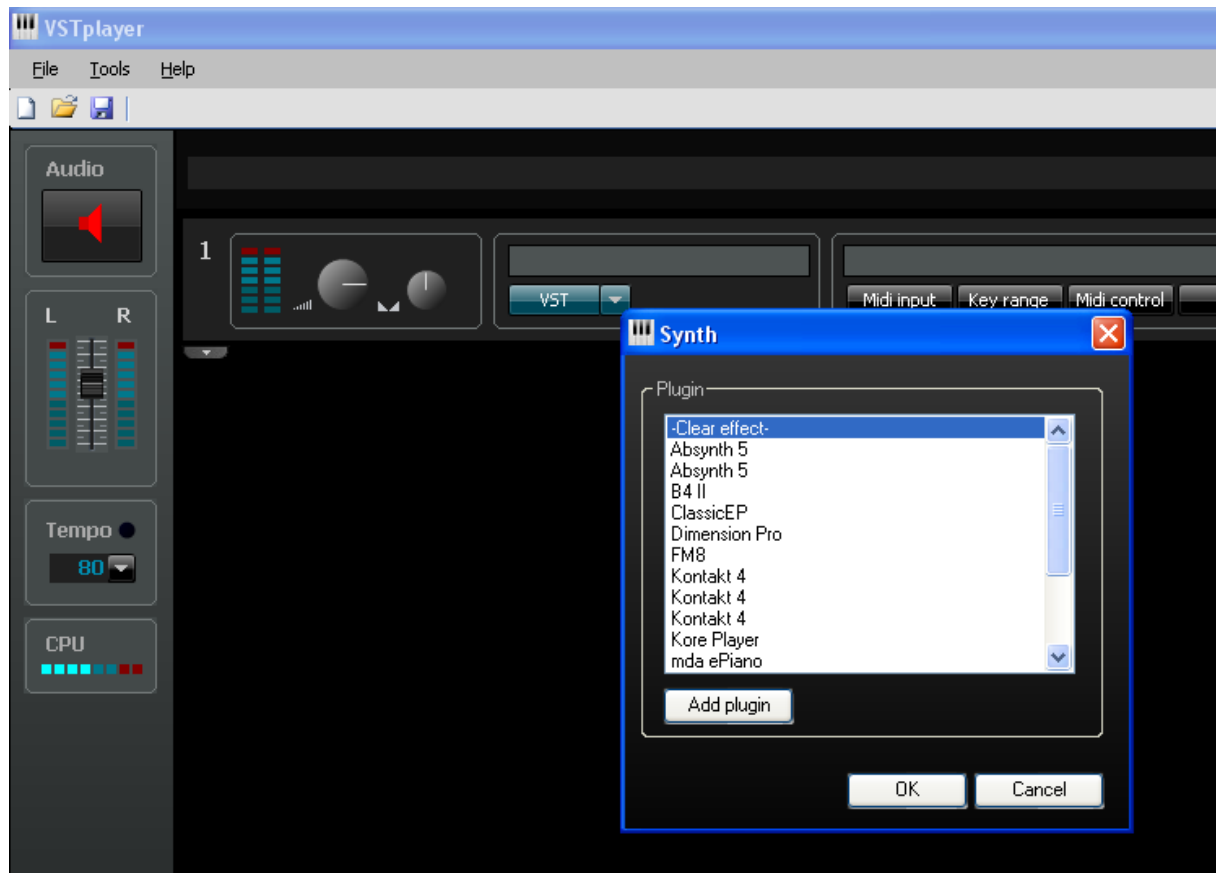 VSTplayer
File Tools Help
Audio
1
VST
Midi input Key range Midi control
L R
Synth
Plugin
-Clear effect-
Absynth 5
Absynth 5
B4 II
ClassicEP
Dimension Pro
FM8
Kontakt 4
Kontakt 4
Kontakt 4
Kore Player
mda ePiano
Add plugin
OK Cancel
Tempo
80
CPU